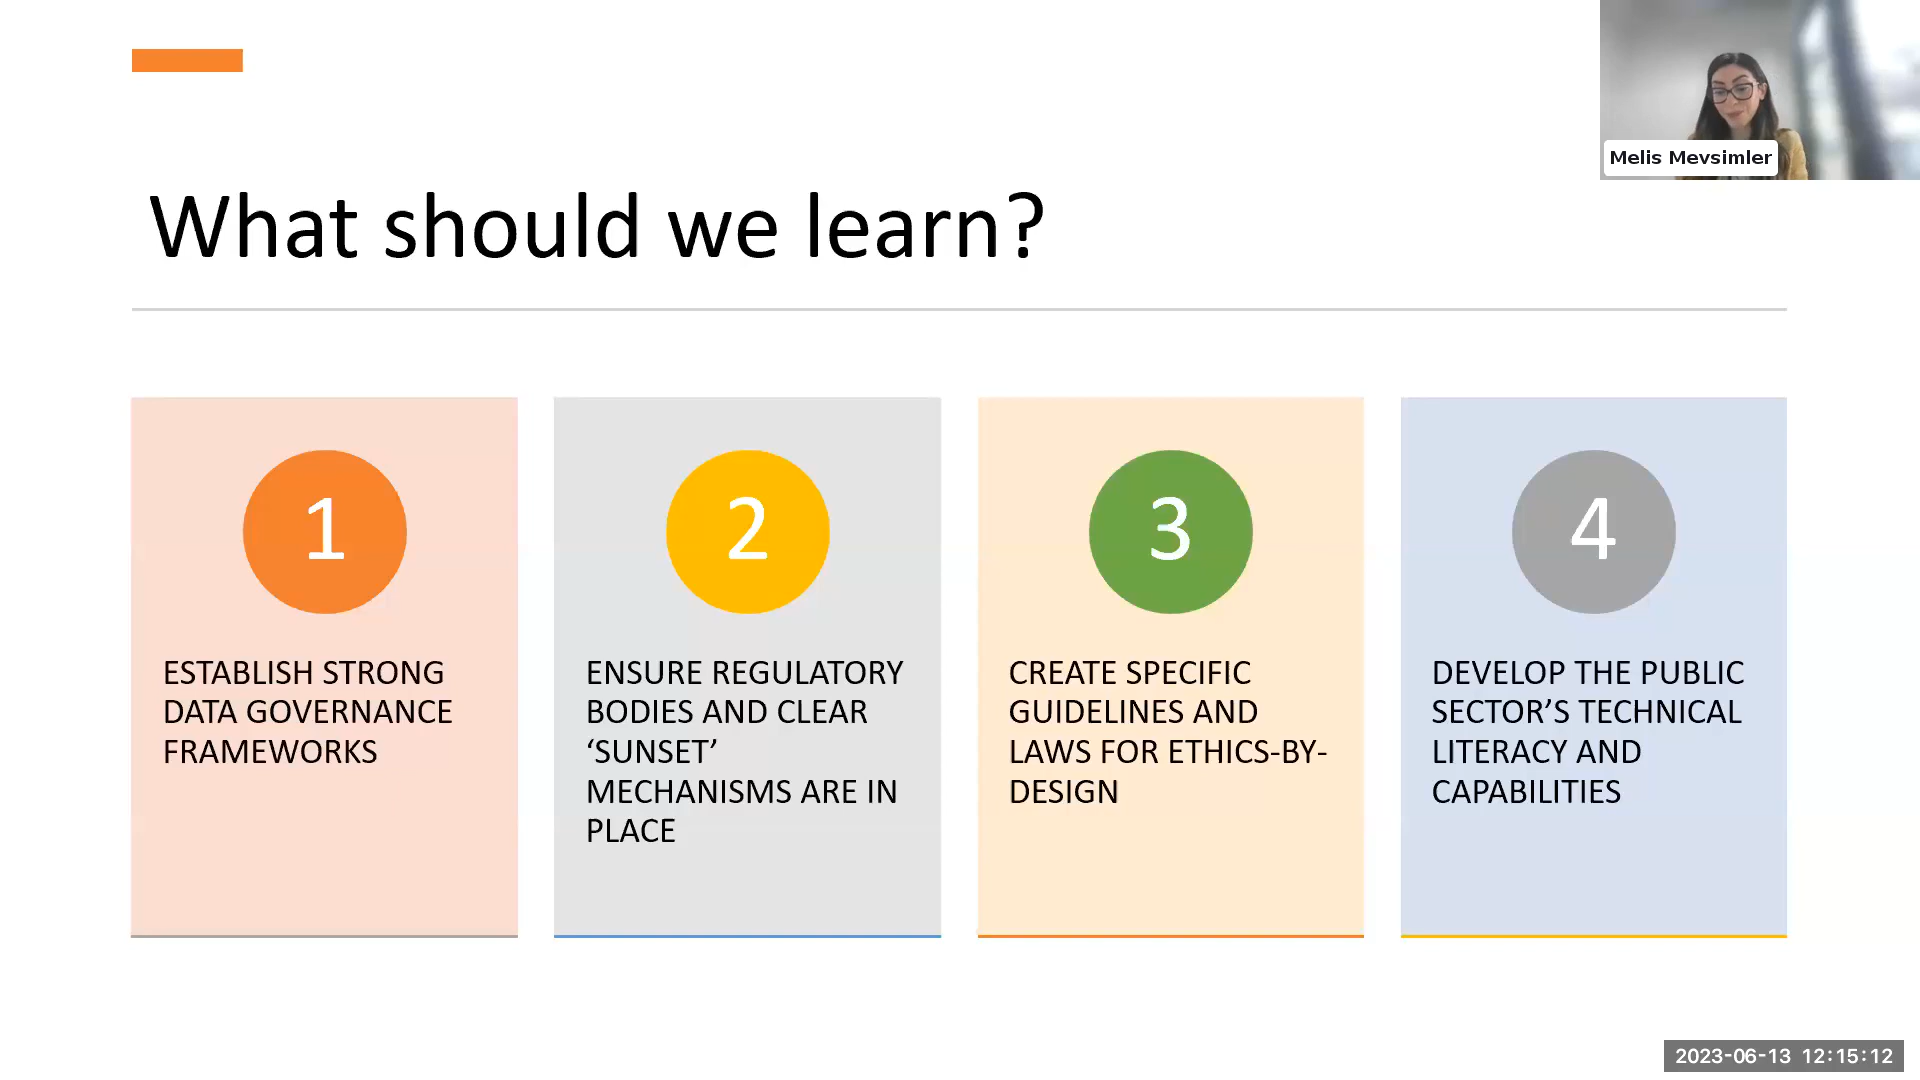 Melis Mevsimler
What should we learn?
1
ESTABLISH STRONG
DATA GOVERNANCE
FRAMEWORKS
2
ENSURE REGULATORY
BODIES AND CLEAR
‘SUNSET’
MECHANISMS ARE IN
PLACE
3
CREATE SPECIFIC
GUIDELINES AND
LAWS FOR ETHICS-BY-
DESIGN
4
DEVELOP THE PUBLIC
SECTOR’S TECHNICAL
LITERACY AND
CAPABILITIES
2023-06-13 12:15:12